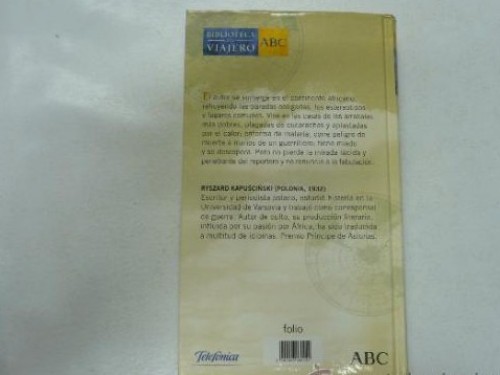 BIBLIOTECA
VIAJERO
ABC
El autor se sumerge en el continente africano,
rehuyendo las paradas obligadas, los estereotipos
y lugares comunes. Vive en las casas de los arrabales
más pobres, plagadas de cucarachas y aplastadas
por el calor; enferma de malaria; corre peligro de
muerte a manos de un guerrillero; tiene miedo
y se desespera. Pero no pierde la mirada lúcida y
penetrante del reportero y no renuncia a la fabulación.
RYSZARD KAPUŚCIŃSKI (POLONIA, 1932)
Escritor y periodista polaco, estudió historia en la
Universidad de Varsovia y trabajó como corresponsal
de guerra. Autor de culto, su producción literaria,
influida por su pasión por África, ha sido traducida
a multitud de idiomas. Premio Príncipe de Asturias.
folio
Telefónica
ABC